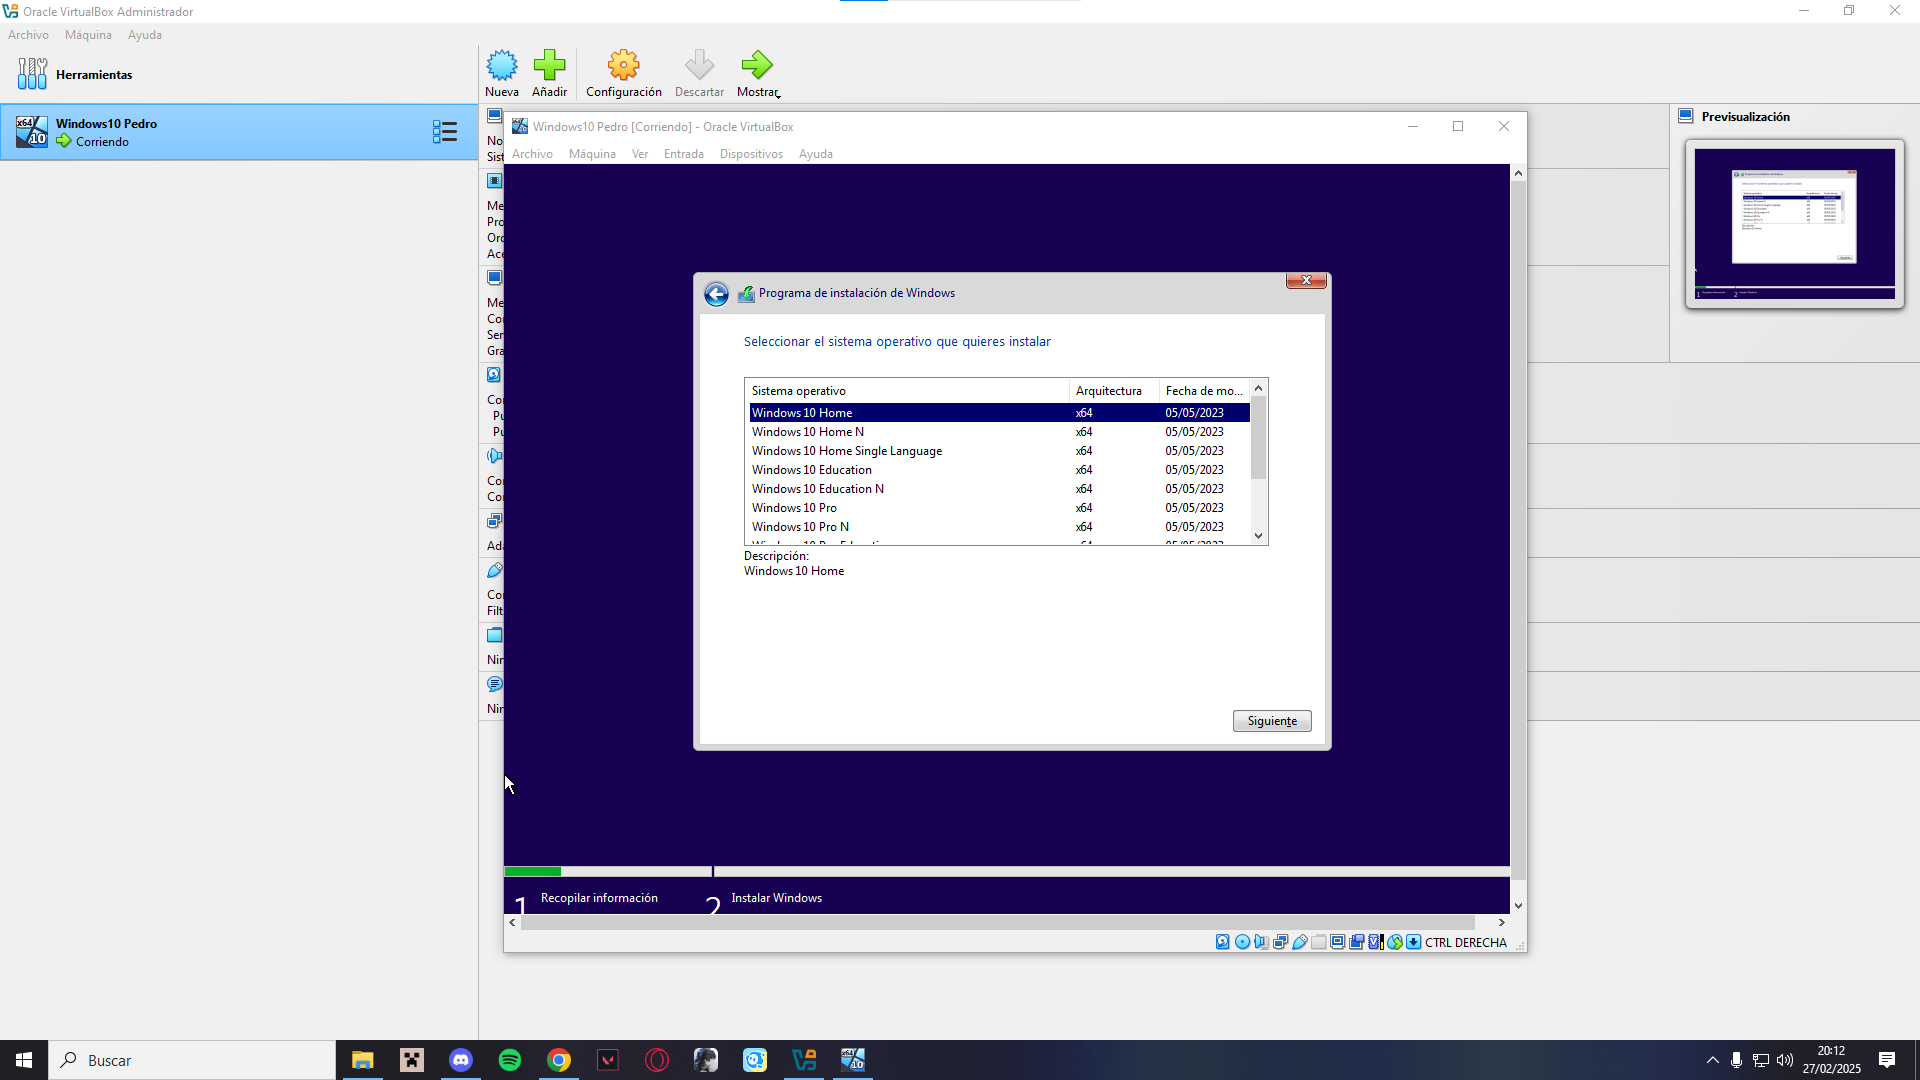 Oracle VirtualBox Administrador
Archivo Máquina Ayuda
Herramientas
Nueva Añadir Configuración Descartar Mostrar
Windows10 Pedro
Corriendo
Windows10 Pedro [Corriendo] - Oracle VirtualBox
Archivo Máquina Ver Entrada Dispositivos Ayuda
Previsualización
Programa de instalación de Windows
Seleccionar el sistema operativo que quieres instalar
Sistema operativo Arquitectura Fecha de mo...
Windows 10 Home x64 05/05/2023
Windows 10 Home N x64 05/05/2023
Windows 10 Home Single Language x64 05/05/2023
Windows 10 Education x64 05/05/2023
Windows 10 Education N x64 05/05/2023
Windows 10 Pro x64 05/05/2023
Windows 10 Pro N x64 05/05/2023
Descripción:
Windows 10 Home
Siguiente
1 Recopilar información 2 Instalar Windows
CTRL DERECHA
Buscar
20:12
27/02/2025